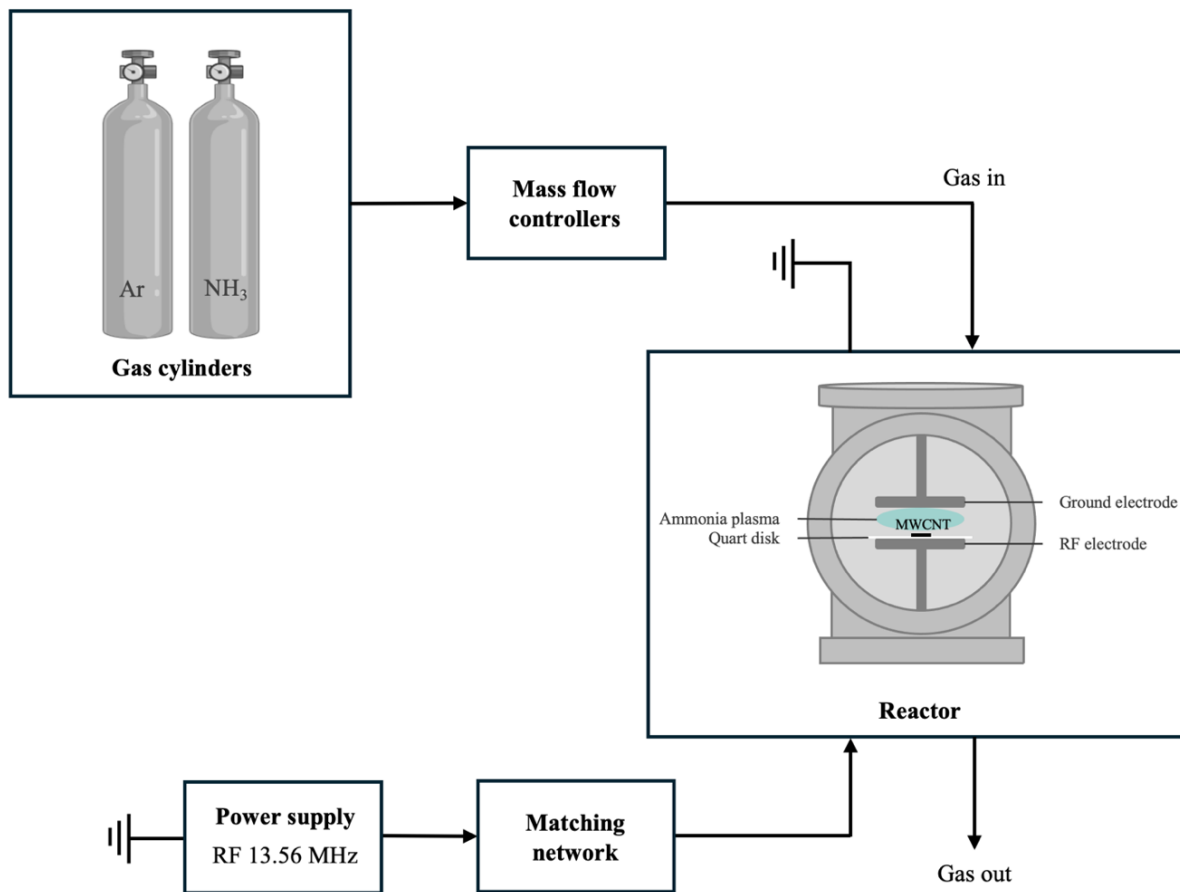 Ar
NH₃
Gas cylinders
Mass flow
controllers
Gas in
Ammonia plasma
Quart disk
MWCNT
Ground electrode
RF electrode
Reactor
Power supply
RF 13.56 MHz
Matching
network
Gas out